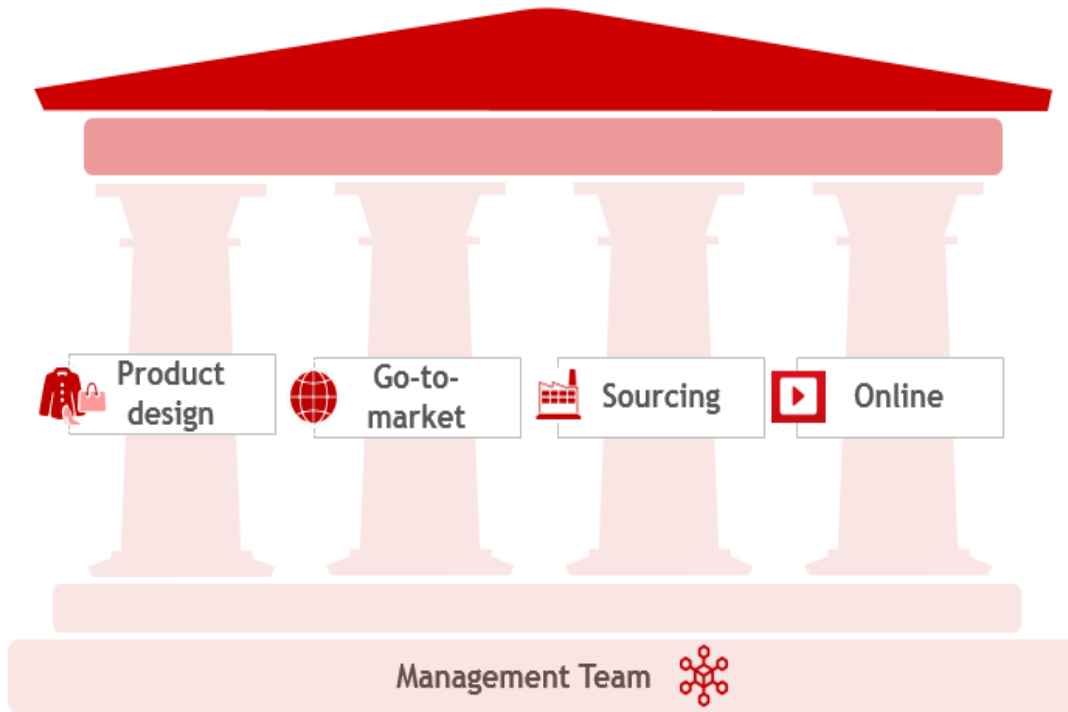 Product
design
Go-to-
market
Sourcing
Online
Management Team